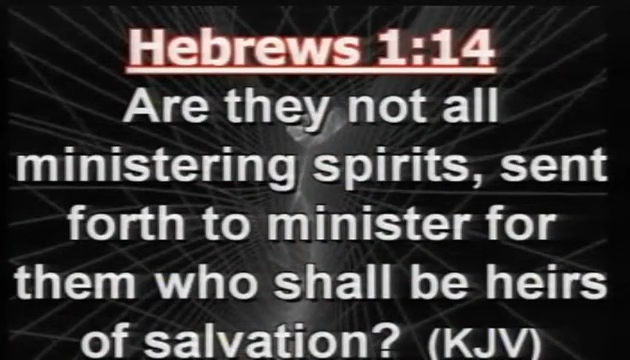 Hebrews 1:14
Are they not all
ministering spirits, sent
forth to minister for
them who shall be heirs
of salvation? (KJV)